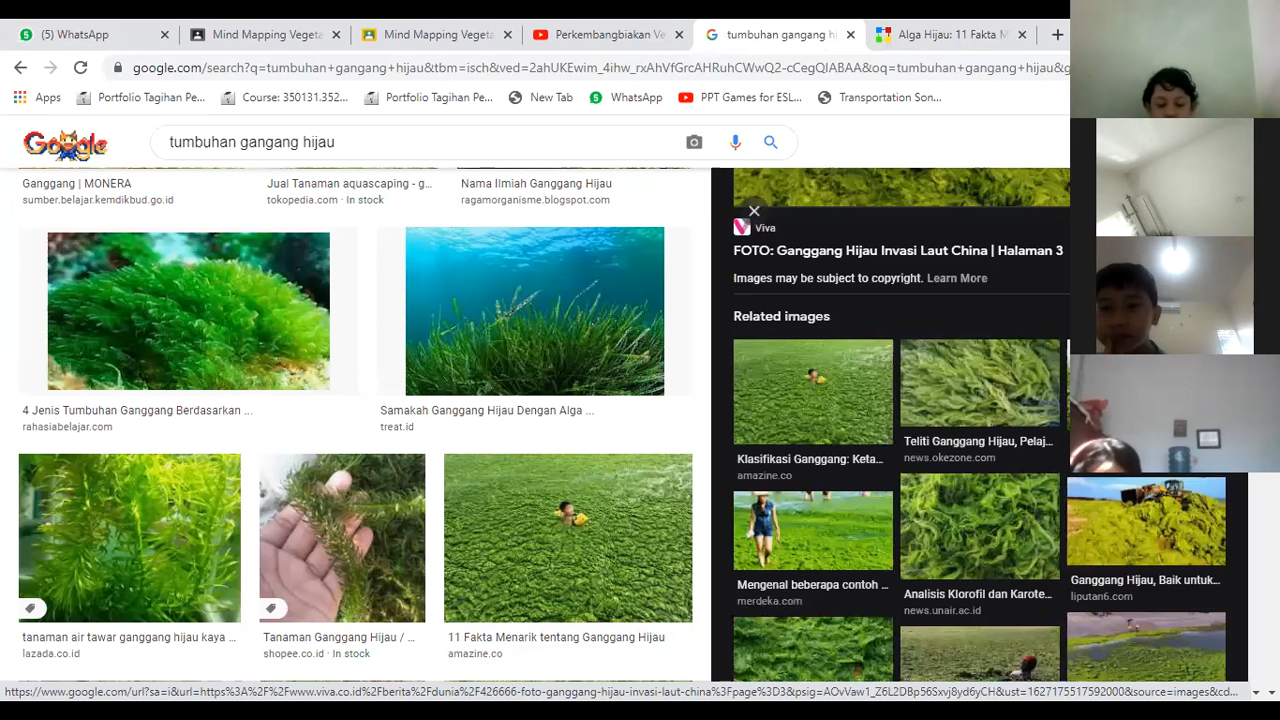 (5) WhatsApp
Mind Mapping Veget
Mind Mapping Vegeta
Perkembangbiakan Ve
tumbuhan gangang hi
Alga Hijau: 11 Fakta M
google.com/search?q=tumbuhan+gangang+hijau&tbm=isch&ved=2ahUKEwim_4ihw_rxAhVfGrcAHRuhCWwQ2-cCegQIABAA&oq=tumbuhan+gangang+hijau&g
Apps
Portfolio Tagihan Pe...
Course: 350131.352...
Portfolio Tagihan Pe...
New Tab
WhatsApp
PPT Games for ESL...
Transportation Son...
Google
tumbuhan gangang hijau
Ganggang | MONERA
sumber.belajar.kemdikbud.go.id
Jual Tanaman aquascaping - g...
tokopedia.com · In stock
Nama Ilmiah Ganggang Hijau
ragamorganisme.blogspot.com
4 Jenis Tumbuhan Ganggang Berdasarkan ...
rahasiabelajar.com
Samakah Ganggang Hijau Dengan Alga ...
treat.id
tanaman air tawar ganggang hijau kaya ...
lazada.co.id
Tanaman Ganggang Hijau / ...
shopee.co.id · In stock
11 Fakta Menarik tentang Ganggang Hijau
amazine.co
Viva
FOTO: Ganggang Hijau Invasi Laut China | Halaman 3
Images may be subject to copyright. Learn More
Related images
Klasifikasi Ganggang: Keta...
amazine.co
Teliti Ganggang Hijau, Pelaj...
news.okezone.com
Mengenal beberapa contoh ...
merdeka.com
Analisis Klorofil dan Karote...
news.unair.ac.id
Ganggang Hijau, Baik untuk...
liputan6.com
https://www.google.com/url?sa=i&url=https%3A%2F%2Fwww.viva.co.id%2Fberita%2Fdunia%2F426666-foto-ganggang-hijau-invasi-laut-china%3Fpage%3D3&psig=AOvVaw1_Z6L2DBp56Sxvj8yd6yCH&ust=1627175517592000&source=images&cd...